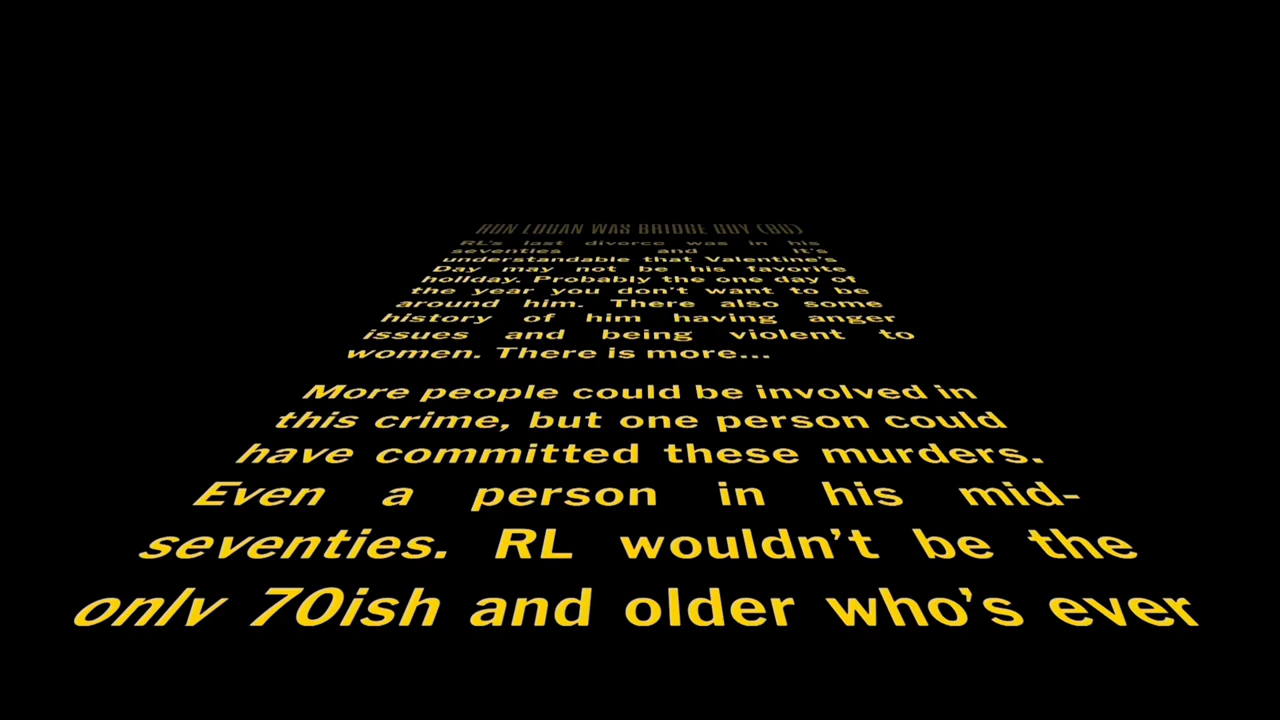 RON LOGAN WAS BRIDGE GUY (BG)
RL's last divorce was in his
seventies and it's
understandable that Valentine's
Day may not be his favorite
holiday. Probably the one day of
the year you don't want to be
around him. There also some
history of him having anger
issues and being violent to
women. There is more...
More people could be involved in
this crime, but one person could
have committed these murders.
Even a person in his mid-
seventies. RL wouldn't be the
only 70ish and older who's ever